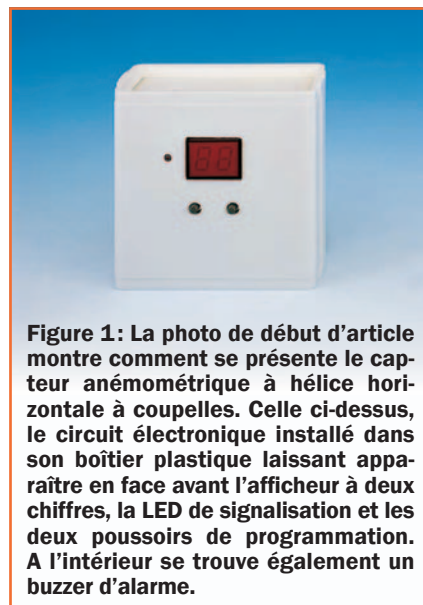 Figure 1: La photo de début d'article
montre comment se présente le cap-
teur anémométrique à hélice hori-
zontale à coupelles. Celle ci-dessus,
le circuit électronique installé dans
son boîtier plastique laissant appa-
raître en face avant l'afficheur à deux
chiffres, la LED de signalisation et les
deux poussoirs de programmation.
A l'intérieur se trouve également un
buzzer d'alarme.